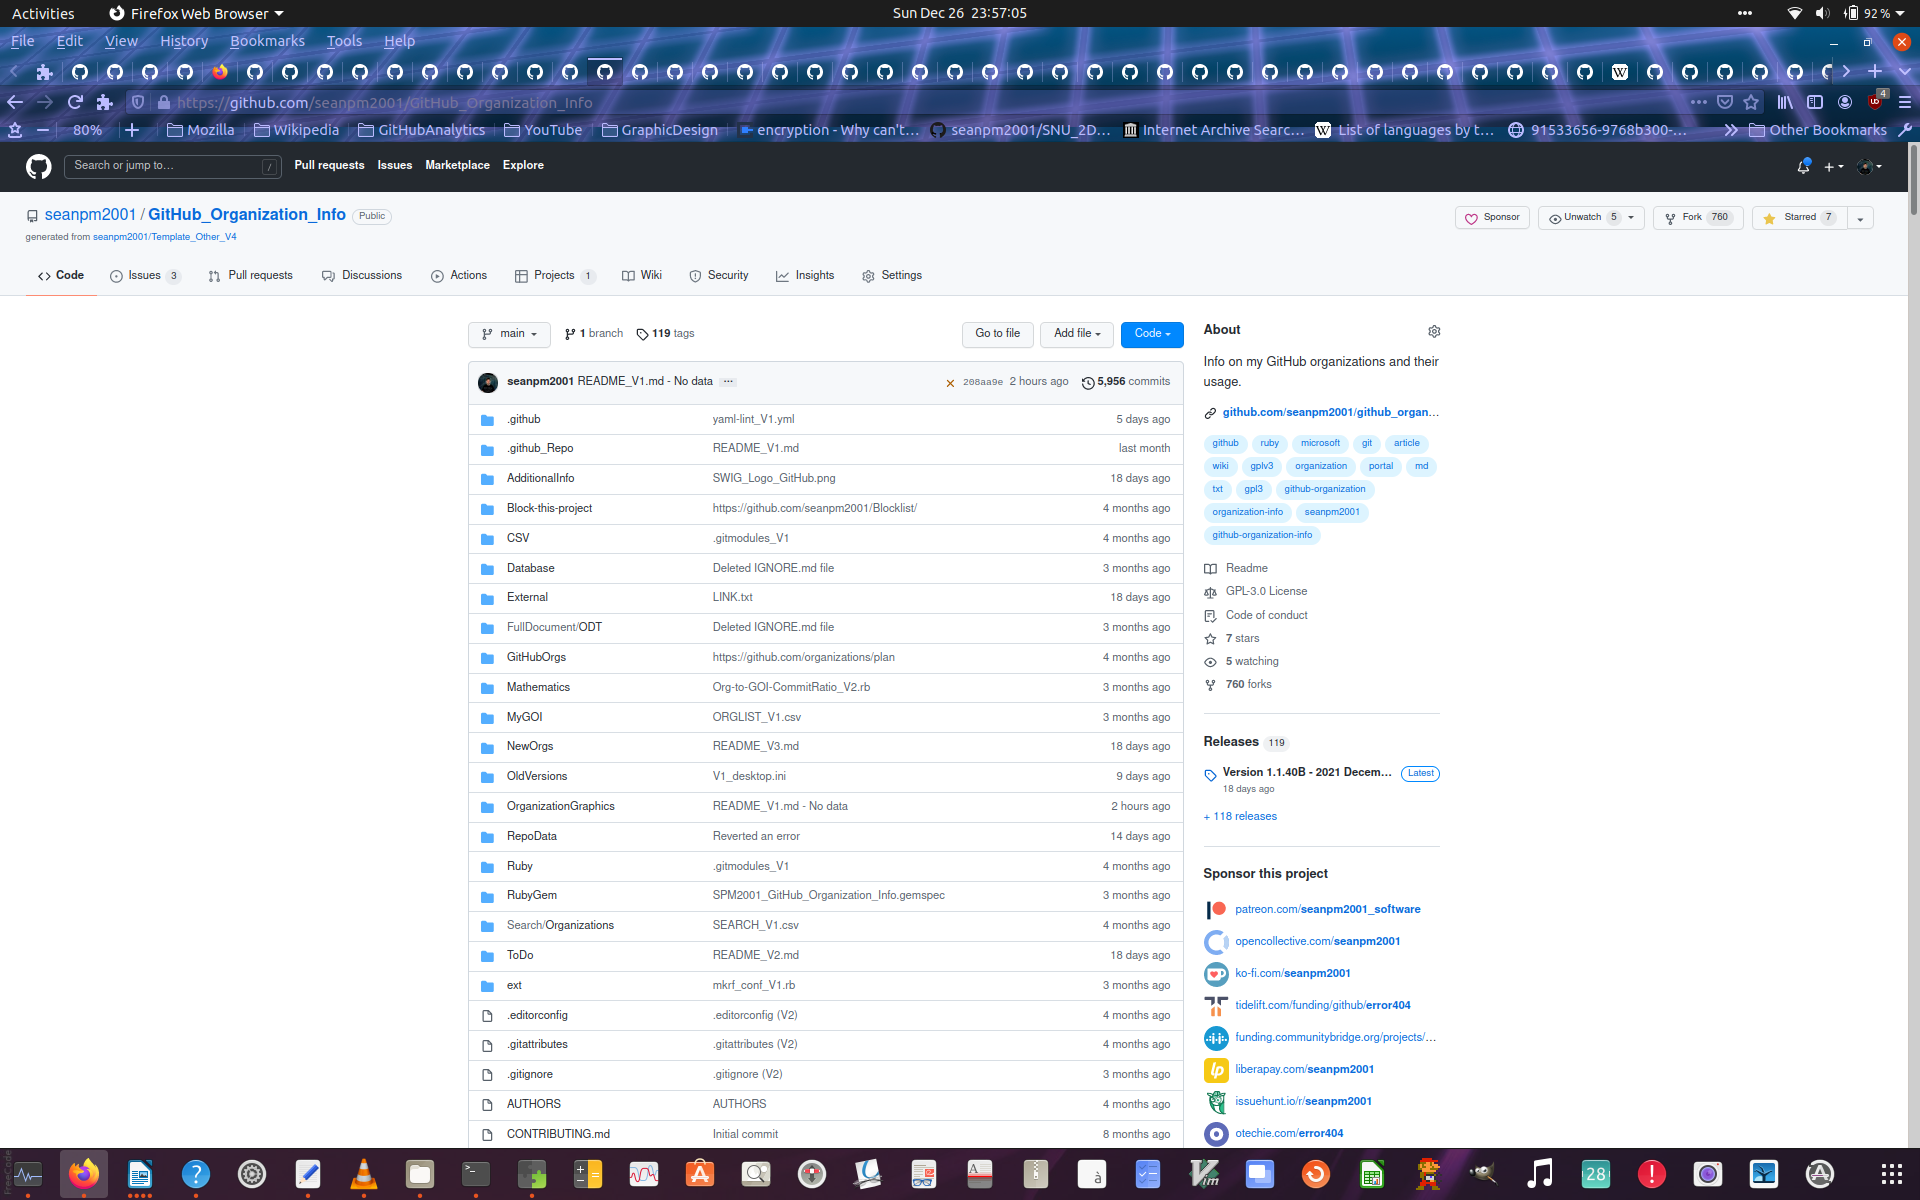 Activities
Firefox Web Browser
Sun Dec 26 23:57:05
92 %
File Edit View History Bookmarks Tools Help
https://github.com/seanpm2001/GitHub_Organization_Info
4
80%
Mozilla
Wikipedia
GitHubAnalytics
YouTube
GraphicDesign
encryption - Why can't…
seanpm2001/SNU_2D…
Internet Archive Searc…
List of languages by t…
91533656-9768b300-…
Other Bookmarks
Search or jump to…
/
Pull requests
Issues
Marketplace
Explore
seanpm2001 / GitHub_Organization_Info
Public
generated from seanpm2001/Template_Other_V4
Sponsor
Unwatch 5
Fork 760
Starred 7
Code
Issues 3
Pull requests
Discussions
Actions
Projects 1
Wiki
Security
Insights
Settings
main
1 branch
119 tags
Go to file
Add file
Code
seanpm2001 README_V1.md - No data
208aa9e 2 hours ago
5,956 commits
.github yaml-lint_V1.yml 5 days ago
.github_Repo README_V1.md last month
AdditionalInfo SWIG_Logo_GitHub.png 18 days ago
Block-this-project https://github.com/seanpm2001/Blocklist/ 4 months ago
CSV .gitmodules_V1 4 months ago
Database Deleted IGNORE.md file 3 months ago
External LINK.txt 18 days ago
FullDocument/ODT Deleted IGNORE.md file 3 months ago
GitHubOrgs https://github.com/organizations/plan 4 months ago
Mathematics Org-to-GOI-CommitRatio_V2.rb 3 months ago
MyGOI ORGLIST_V1.csv 3 months ago
NewOrgs README_V3.md 18 days ago
OldVersions V1_desktop.ini 9 days ago
OrganizationGraphics README_V1.md - No data 2 hours ago
RepoData Reverted an error 14 days ago
Ruby .gitmodules_V1 4 months ago
RubyGem SPM2001_GitHub_Organization_Info.gemspec 3 months ago
Search/Organizations SEARCH_V1.csv 4 months ago
ToDo README_V2.md 18 days ago
ext mkrf_conf_V1.rb 3 months ago
.editorconfig .editorconfig (V2) 4 months ago
.gitattributes .gitattributes (V2) 4 months ago
.gitignore .gitignore (V2) 3 months ago
AUTHORS AUTHORS 4 months ago
CONTRIBUTING.md Initial commit 8 months ago
About
Info on my GitHub organizations and their
usage.
github.com/seanpm2001/github_organ…
github ruby microsoft git article
wiki gplv3 organization portal md
txt gpl3 github-organization
organization-info seanpm2001
github-organization-info
Readme
GPL-3.0 License
Code of conduct
7 stars
5 watching
760 forks
Releases 119
Version 1.1.40B - 2021 Decem… Latest
18 days ago
+ 118 releases
Sponsor this project
patreon.com/seanpm2001_software
opencollective.com/seanpm2001
ko-fi.com/seanpm2001
tidelift.com/funding/github/error404
funding.communitybridge.org/projects/…
liberapay.com/seanpm2001
issuehunt.io/r/seanpm2001
otechie.com/error404
28